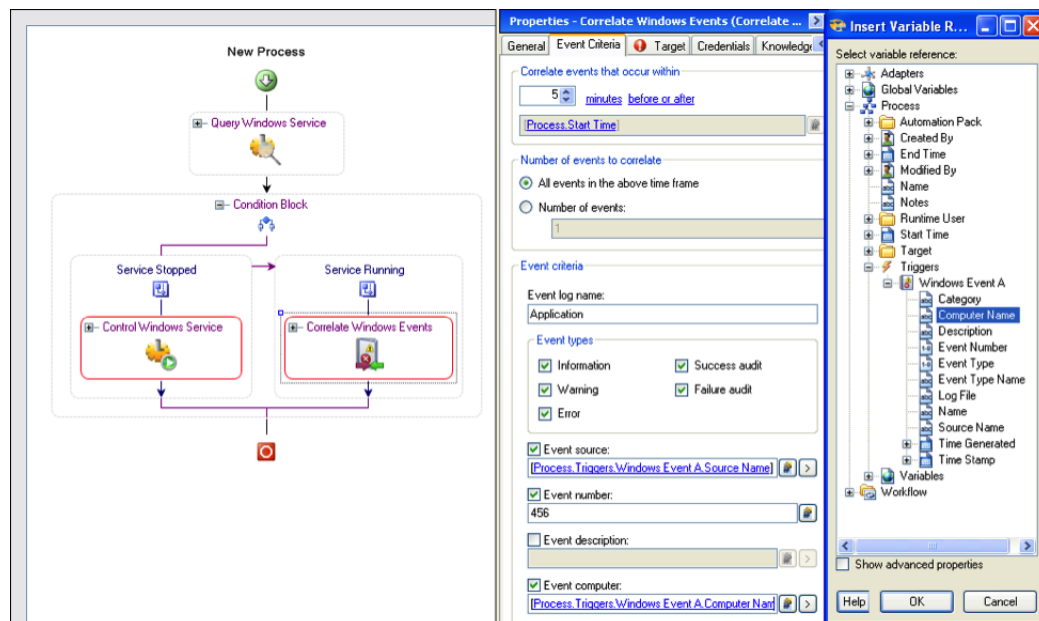 New Process
Query Windows Service
Condition Block
Service Stopped
Service Running
Control Windows Service
Correlate Windows Events
Properties - Correlate Windows Events (Correlate ...
General
Event Criteria
Target
Credentials
Knowledge
Correlate events that occur within
5
minutes
before or after
[Process.Start Time]
Number of events to correlate
All events in the above time frame
Number of events:
1
Event criteria
Event log name:
Application
Event types
Information
Success audit
Warning
Failure audit
Error
Event source:
[Process.Triggers.Windows Event A.Source Name]
Event number:
456
Event description:
Event computer:
[Process.Triggers.Windows Event A.Computer Nam
Insert Variable R...
Select variable reference:
Adapters
Global Variables
Process
Automation Pack
Created By
End Time
Modified By
Name
Notes
Runtime User
Start Time
Target
Triggers
Windows Event A
Category
Computer Name
Description
Event Number
Event Type
Event Type Name
Log File
Name
Source Name
Time Generated
Time Stamp
Variables
Workflow
Show advanced properties
Help
OK
Cancel